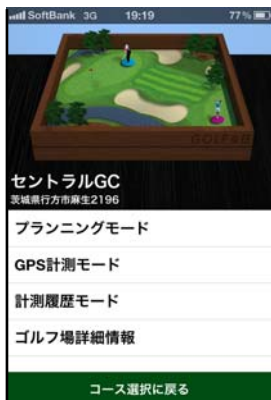 SoftBank 3G 19:19 77%
GOLF&B
セントラルGC
茨城県行方市麻生2196
プランニングモード
GPS計測モード
計測履歴モード
ゴルフ場詳細情報
コース選択に戻る